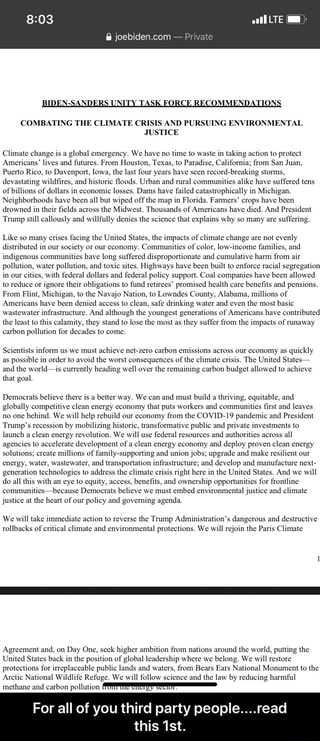 8:03
LTE
joebiden.com — Private
BIDEN-SANDERS UNITY TASK FORCE RECOMMENDATIONS
COMBATING THE CLIMATE CRISIS AND PURSUING ENVIRONMENTAL
JUSTICE
Climate change is a global emergency. We have no time to waste in taking action to protect
Americans’ lives and futures. From Houston, Texas, to Paradise, California; from San Juan,
Puerto Rico, to Davenport, Iowa, the last four years have seen record-breaking storms,
devastating wildfires, and historic floods. Urban and rural communities alike have suffered tens
of billions of dollars in economic losses. Dams have failed catastrophically in Michigan.
Neighborhoods have been all but wiped off the map in Florida. Farmers’ crops have been
drowned in their fields across the Midwest. Thousands of Americans have died. And President
Trump still callously and willfully denies the science that explains why so many are suffering.
Like so many crises facing the United States, the impacts of climate change are not evenly
distributed in our society or our economy. Communities of color, low-income families, and
indigenous communities have long suffered disproportionate and cumulative harm from air
pollution, water pollution, and toxic sites. Highways have been built to enforce racial segregation
in our cities, with federal dollars and federal policy support. Coal companies have been allowed
to reduce or ignore their obligations to fund retirees’ promised health care benefits and pensions.
From Flint, Michigan, to the Navajo Nation, to Lowndes County, Alabama, millions of
Americans have been denied access to clean, safe drinking water and even the most basic
wastewater infrastructure. And although the youngest generations of Americans have contributed
the least to this calamity, they stand to lose the most as they suffer from the impacts of runaway
carbon pollution for decades to come.
Scientists inform us we must achieve net-zero carbon emissions across our economy as quickly
as possible in order to avoid the worst consequences of the climate crisis. The United States—
and the world—is currently heading well over the remaining carbon budget allowed to achieve
that goal.
Democrats believe there is a better way. We can and must build a thriving, equitable, and
globally competitive clean energy economy that puts workers and communities first and leaves
no one behind. We will help rebuild our economy from the COVID-19 pandemic and President
Trump’s recession by mobilizing historic, transformative public and private investments to
launch a clean energy revolution. We will use federal resources and authorities across all
agencies to accelerate development of a clean energy economy and deploy proven clean energy
solutions; create millions of family-supporting and union jobs; upgrade and make resilient our
energy, water, wastewater, and transportation infrastructure; and develop and manufacture next-
generation technologies to address the climate crisis right here in the United States. And we will
do all this with an eye to equity, access, benefits, and ownership opportunities for frontline
communities—because Democrats believe we must embed environmental justice and climate
justice at the heart of our policy and governing agenda.
We will take immediate action to reverse the Trump Administration’s dangerous and destructive
rollbacks of critical climate and environmental protections. We will rejoin the Paris Climate
1
Agreement and, on Day One, seek higher ambition from nations around the world, putting the
United States back in the position of global leadership where we belong. We will restore
protections for irreplaceable public lands and waters, from Bears Ears National Monument to the
Arctic National Wildlife Refuge. We will follow science and the law by reducing harmful
methane and carbon pollution from the energy sector.
For all of you third party people....read
this 1st.